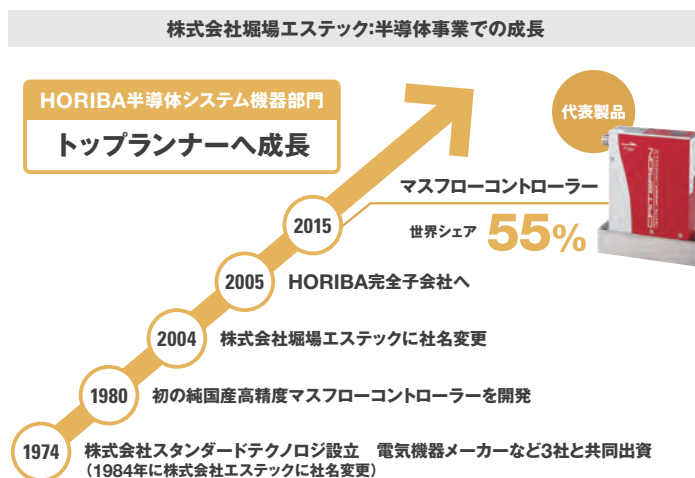 株式会社堀場エステック:半導体事業での成長
HORIBA半導体システム機器部門
トップランナーへ成長
代表製品
マスフローコントローラー
世界シェア 55%
CRITERION
2015
2005 HORIBA完全子会社へ
2004 株式会社堀場エステックに社名変更
1980 初の純国産高精度マスフローコントローラーを開発
1974 株式会社スタンダードテクノロジ設立　電気機器メーカーなど3社と共同出資
（1984年に株式会社エステックに社名変更）